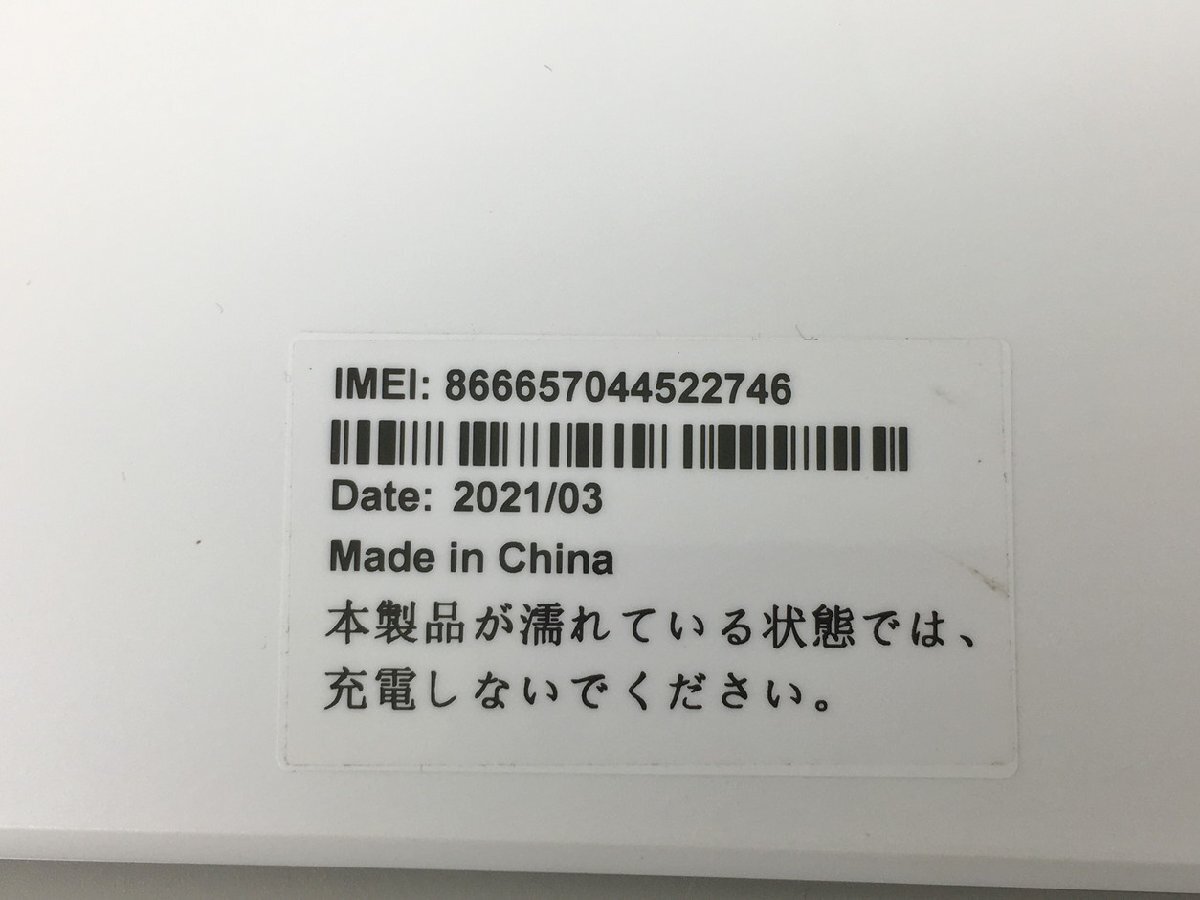 IMEI: 866657044522746
Date: 2021/03
Made in China
本製品が濡れている状態では、
充電しないでください。